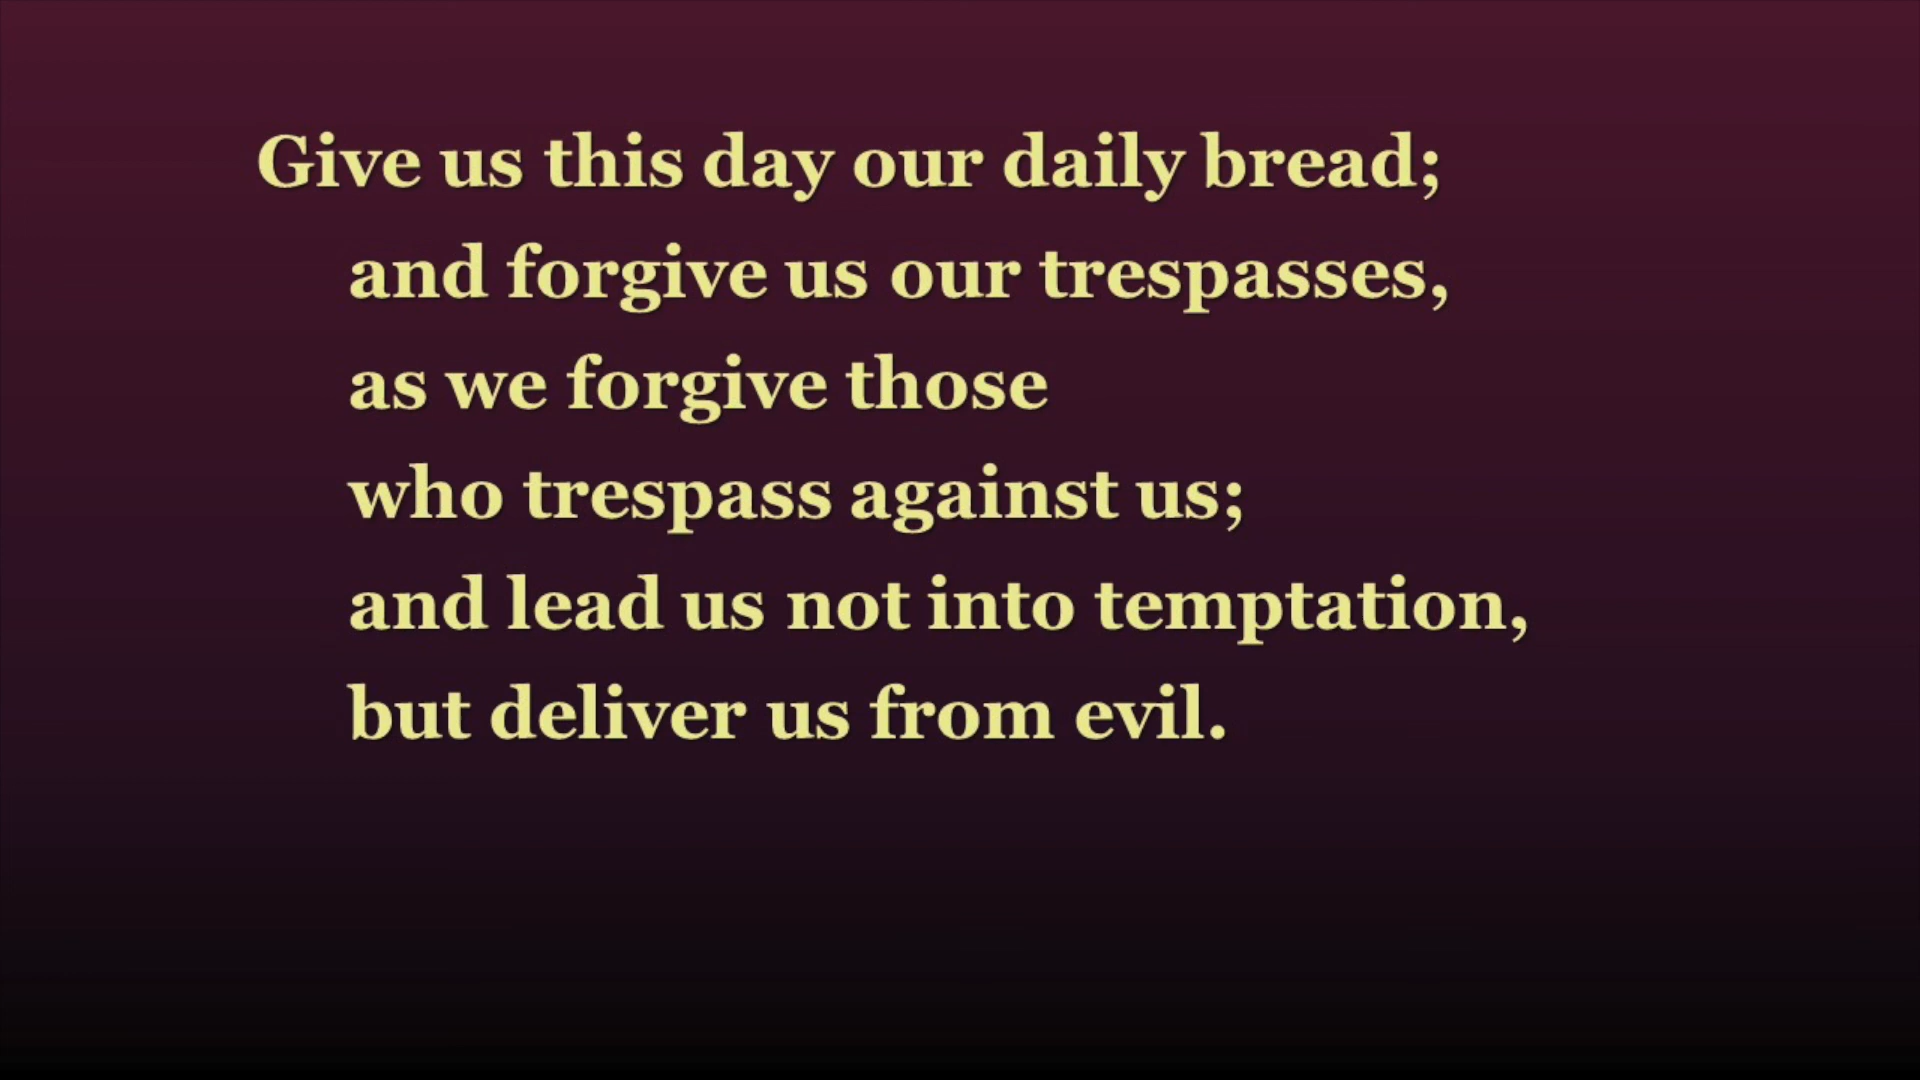 Give us this day our daily bread;
and forgive us our trespasses,
as we forgive those
who trespass against us;
and lead us not into temptation,
but deliver us from evil.